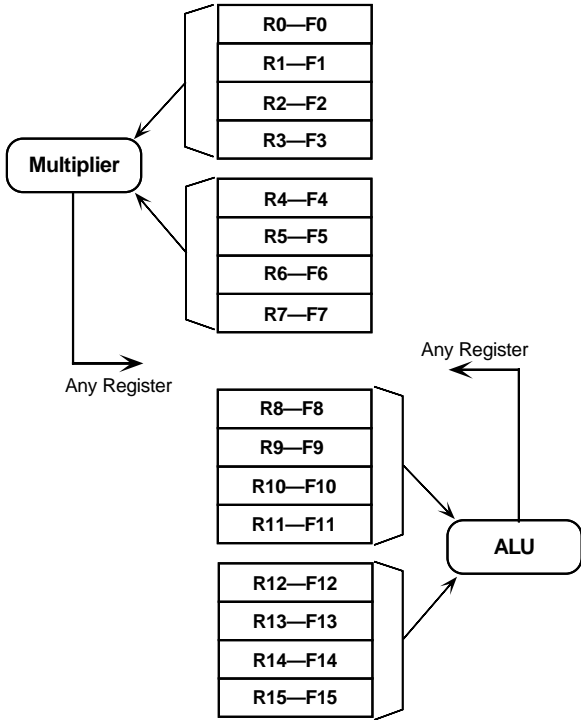 R0—F0
R1—F1
R2—F2
R3—F3
Multiplier
R4—F4
R5—F5
R6—F6
R7—F7
Any Register
Any Register
R8—F8
R9—F9
R10—F10
R11—F11
ALU
R12—F12
R13—F13
R14—F14
R15—F15